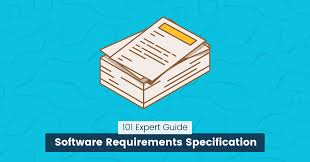 101 Expert Guide
Software Requirements Specification